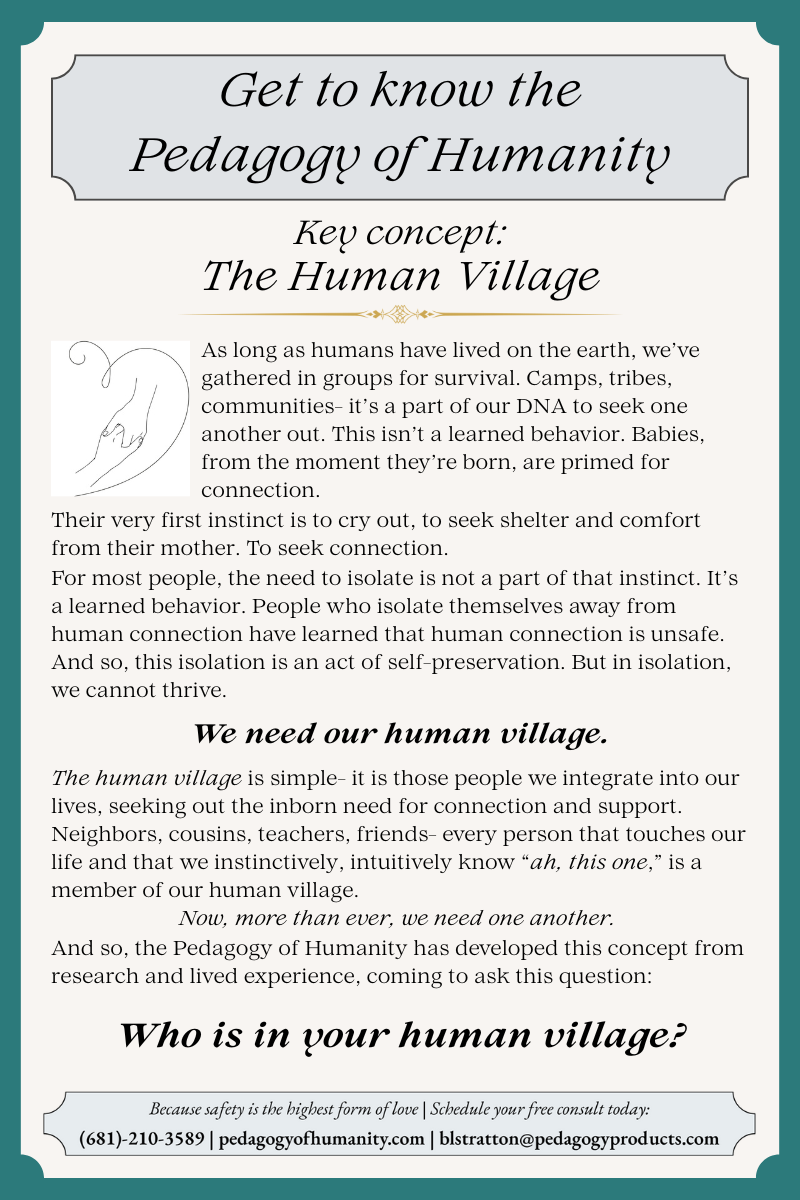 Get to know the
Pedagogy of Humanity
Key concept:
The Human Village
As long as humans have lived on the earth, we've
gathered in groups for survival. Camps, tribes,
communities- it's a part of our DNA to seek one
another out. This isn't a learned behavior. Babies,
from the moment they're born, are primed for
connection.
Their very first instinct is to cry out, to seek shelter and comfort
from their mother. To seek connection.
For most people, the need to isolate is not a part of that instinct. It's
a learned behavior. People who isolate themselves away from
human connection have learned that human connection is unsafe.
And so, this isolation is an act of self-preservation. But in isolation,
we cannot thrive.
We need our human village.
The human village is simple- it is those people we integrate into our
lives, seeking out the inborn need for connection and support.
Neighbors, cousins, teachers, friends- every person that touches our
life and that we instinctively, intuitively know “ah, this one,” is a
member of our human village.
Now, more than ever, we need one another.
And so, the Pedagogy of Humanity has developed this concept from
research and lived experience, coming to ask this question:
Who is in your human village?
Because safety is the highest form of love | Schedule your free consult today:
(681)-210-3589 | pedagogyofhumanity.com | blstratton@pedagogyproducts.com